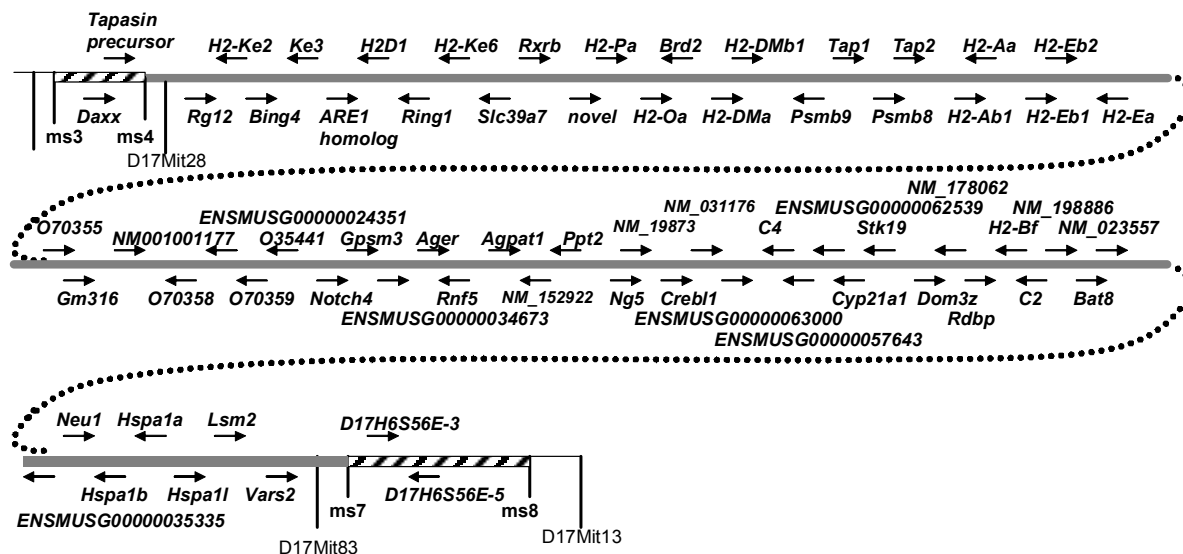 Tapasin
precursor
H2-Ke2 Ke3 H2D1 H2-Ke6 Rxrb H2-Pa Brd2 H2-DMb1 Tap1 Tap2 H2-Aa H2-Eb2
Daxx Rg12 Bing4 ARE1 Ring1 Slc39a7 novel H2-Oa H2-DMa Psmb9 Psmb8 H2-Ab1 H2-Eb1 H2-Ea
homolog
ms3 ms4
D17Mit28
O70355 ENSMUSG00000024351 NM_19873 NM_031176 ENSMUSG00000062539 NM_178062 NM_198886
NM001001177 O35441 Gpsm3 Ager Agpat1 Ppt2 C4 Stk19 H2-Bf NM_023557
Gm316 O70358 O70359 Notch4 Rnf5 NM_152922 Ng5 Crebl1 Cyp21a1 Dom3z C2 Bat8
Rdbp
ENSMUSG00000034673 ENSMUSG00000063000
ENSMUSG00000057643
Neu1 Hspa1a Lsm2 D17H6S56E-3
Hspa1b Hspa1l Vars2 ms7 D17H6S56E-5 ms8
ENSMUSG00000035335
D17Mit83 D17Mit13